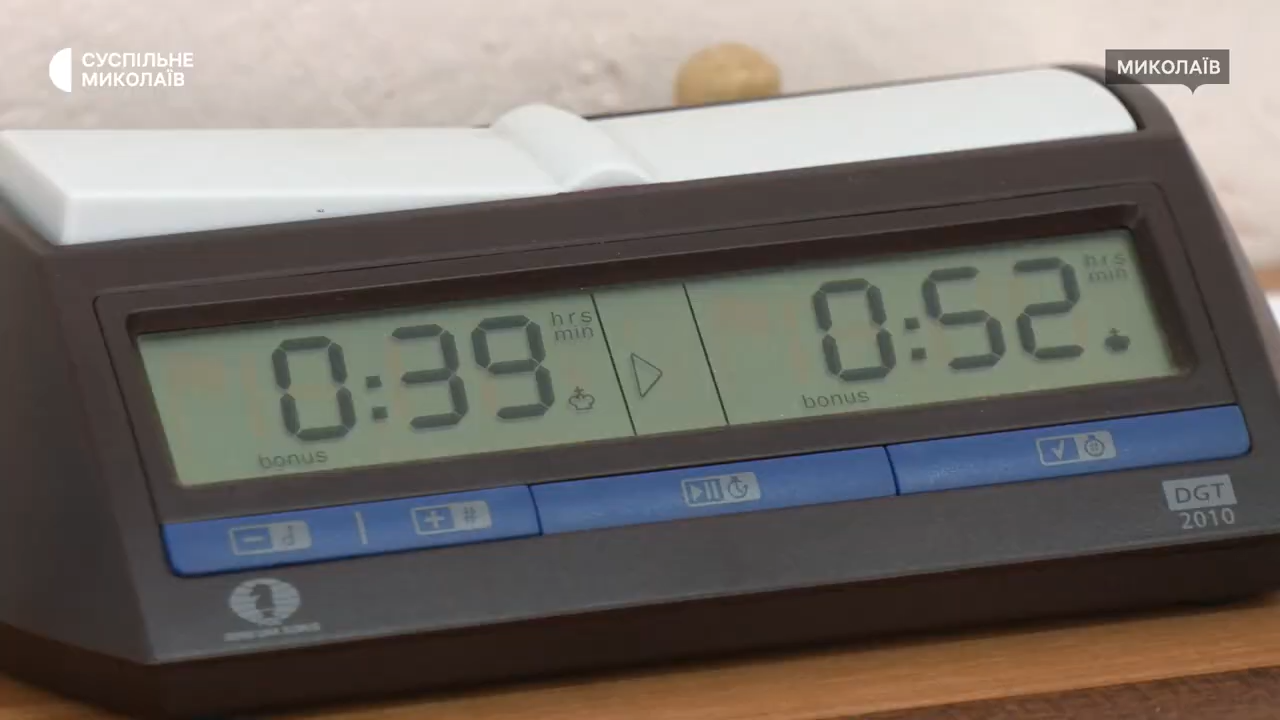 СУСПІЛЬНЕ
МИКОЛАЇВ
МИКОЛАЇВ
0:39
hrs
min
bonus
0:52
hrs
min
bonus
DGT
2010